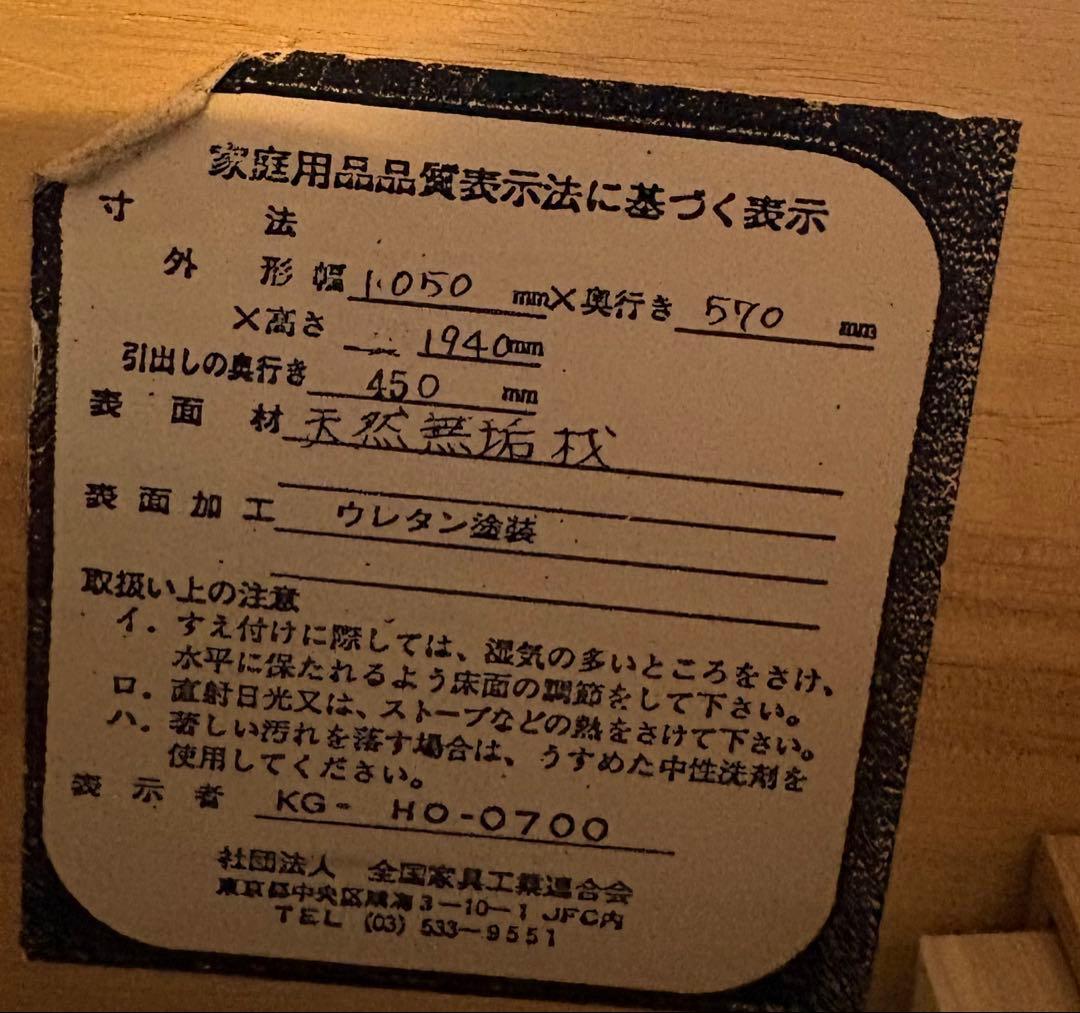 家庭用品品質表示法に基づく表示
寸法
外形幅 1.050 mm×奥行き 570 mm
×高さ 1940mm
引出しの奥行き 450 mm
表面材 天然無垢材
表面加工 ウレタン塗装
取扱い上の注意
イ. すえ付けに際しては、湿気の多いところをさけ、
水平に保たれるよう床面の調節をして下さい。
ロ. 直射日光又は、ストーブなどの熱をさけて下さい。
ハ. 著しい汚れを落す場合は、うすめた中性洗剤を
使用してください。
表示者 KG- HO-0700
社団法人 全国家具工業連合会
東京都中央区晴海3-10-1 JFC内
TEL (03) 533-9551